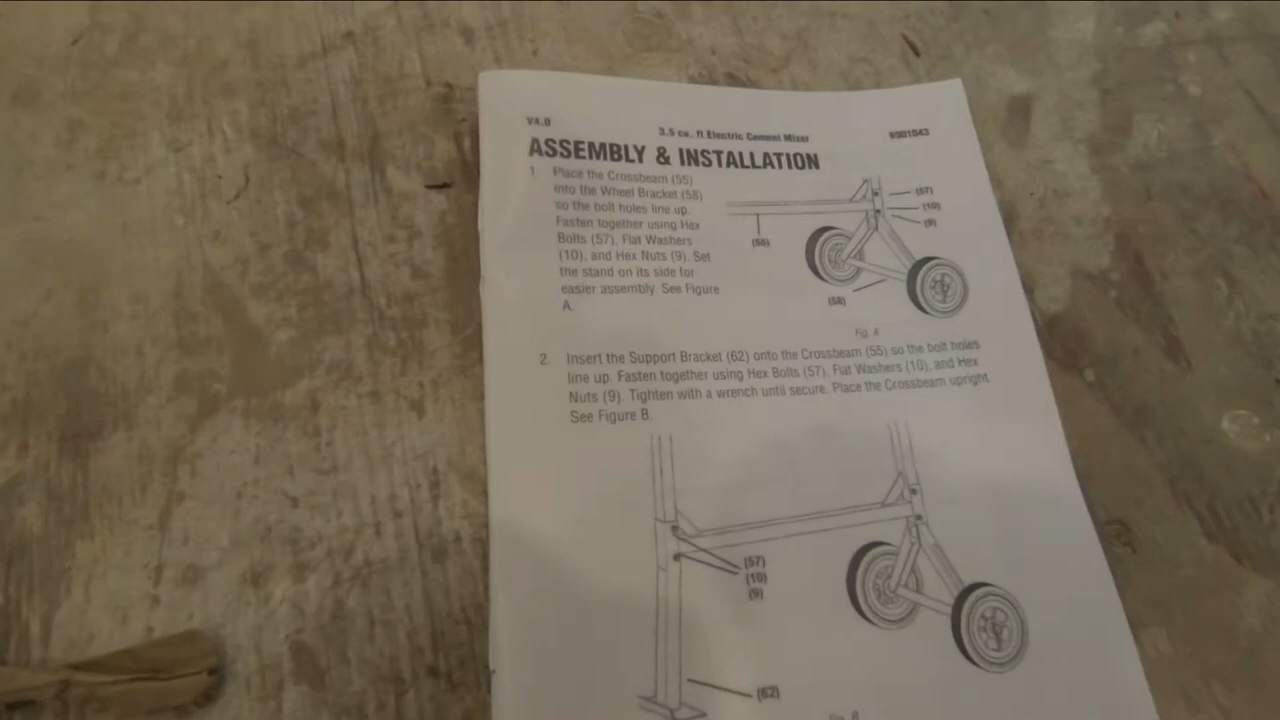 V4.0
3.5 cu. ft Electric Cement Mixer
8901043
ASSEMBLY & INSTALLATION
1. Place the Crossbeam (55)
into the Wheel Bracket (58)
so the bolt holes line up.
Fasten together using Hex
Bolts (57), Flat Washers
(10), and Hex Nuts (9). Set
the stand on its side for
easier assembly. See Figure
A.
(57)
(10)
(9)
(55)
(58)
Fig. A
2. Insert the Support Bracket (62) onto the Crossbeam (55) so the bolt holes
line up. Fasten together using Hex Bolts (57), Flat Washers (10), and Hex
Nuts (9). Tighten with a wrench until secure. Place the Crossbeam upright.
See Figure B.
(57)
(10)
(9)
(62)
Fig. B